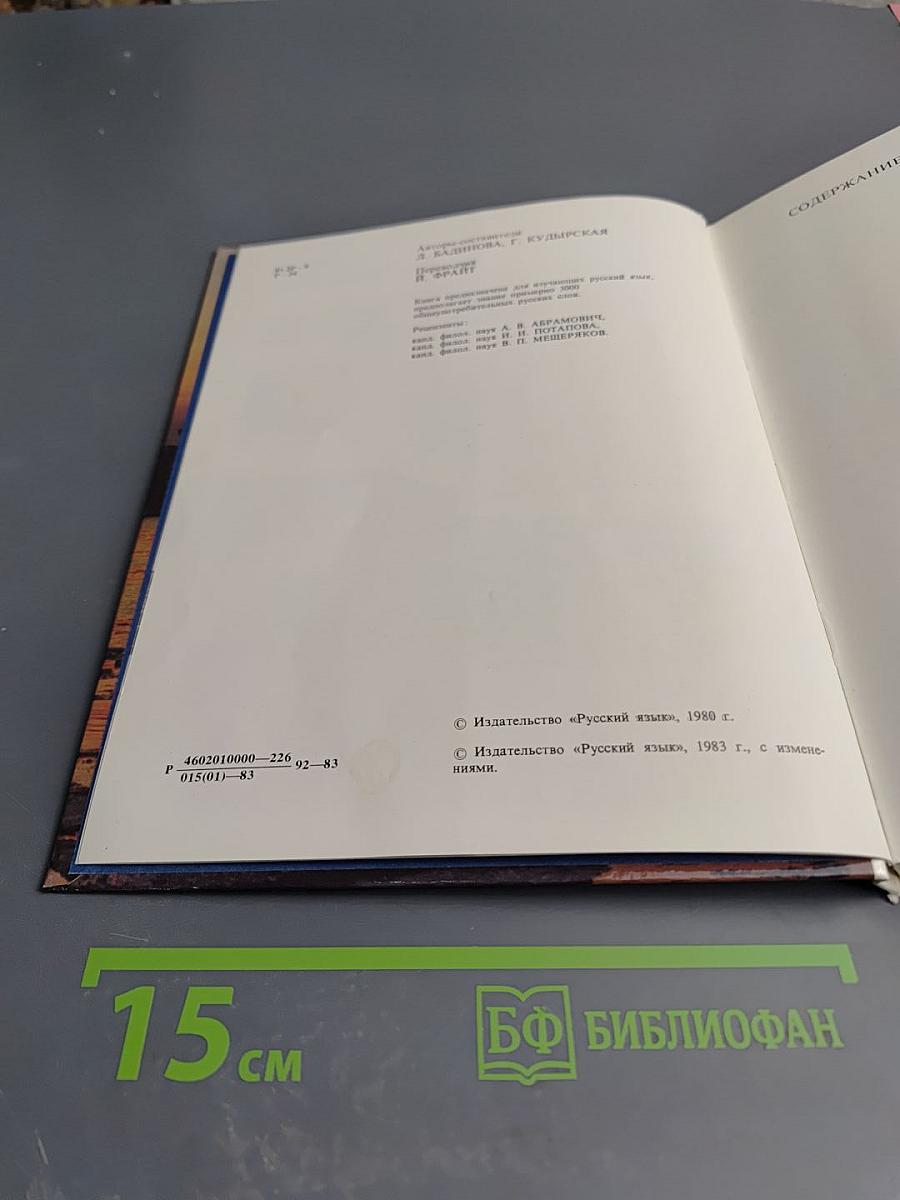 Авторы-составители
Л. БАДИНОВА, Г. КУДЫРСКАЯ
Переводчик
Й. ФРАЙТ
Книга предназначена для изучающих русский язык,
предполагает знания примерно 3000
общеупотребительных русских слов.
Рецензенты:
канд. филол. наук А. В. АБРАМОВИЧ,
канд. филол. наук И. И. ПОТАПОВА,
канд. филол. наук В. П. МЕЩЕРЯКОВ.
© Издательство «Русский язык», 1980 г.
© Издательство «Русский язык», 1983 г., с измене-
ниями.
Р 4602010000—226
015(01)—83 92—83
СОДЕРЖАНИЕ
15 см
БФ БИБЛИОФАН